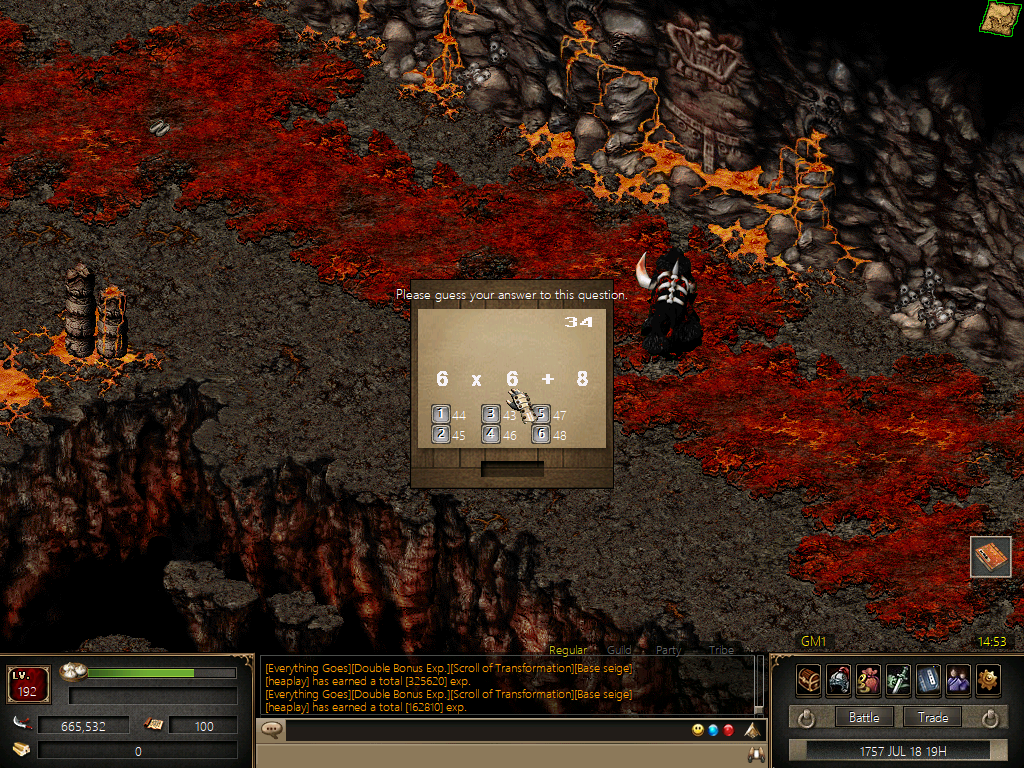 Please guess your answer to this question.
34
6 x 6 + 8
1 44 3 43 5 47
2 45 4 46 6 48
GM1 14:53
Regular Guild Party Tribe
LV.
192
[Everything Goes][Double Bonus Exp.][Scroll of Transformation][Base seige]
[heaplay] has earned a total [325620] exp.
[Everything Goes][Double Bonus Exp.][Scroll of Transformation][Base seige]
[heaplay] has earned a total [162810] exp.
665,532 100
0
Battle Trade
1757 JUL 18 19H